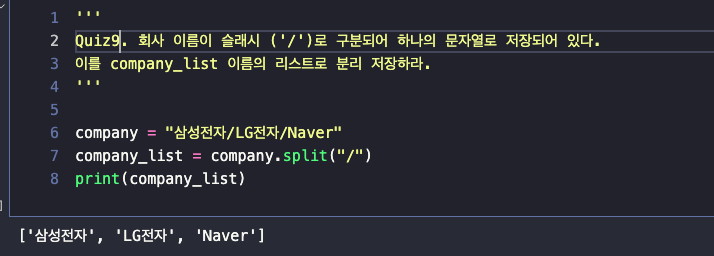 1 '''
2 Quiz9. 회사 이름이 슬래시 ('/')로 구분되어 하나의 문자열로 저장되어 있다.
3 이를 company_list 이름의 리스트로 분리 저장하라.
4 '''
5
6 company = "삼성전자/LG전자/Naver"
7 company_list = company.split("/")
8 print(company_list)
['삼성전자', 'LG전자', 'Naver']